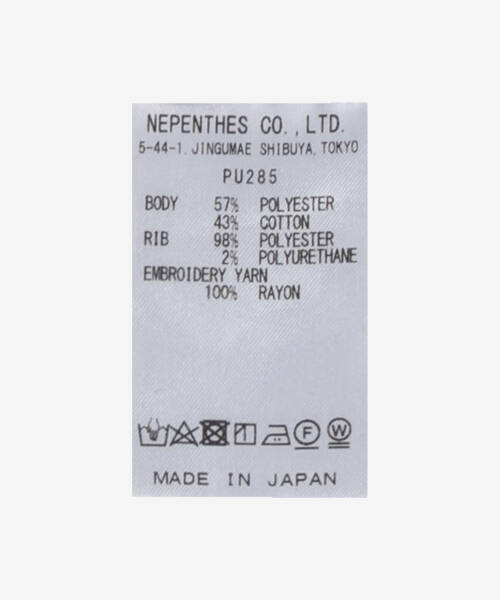 NEPENTHES CO., LTD.
5-44-1. JINGUMAE SHIBUYA, TOKYO
PU285
BODY 57% POLYESTER
43% COTTON
RIB 98% POLYESTER
2% POLYURETHANE
EMBROIDERY YARN
100% RAYON
F W
MADE IN JAPAN